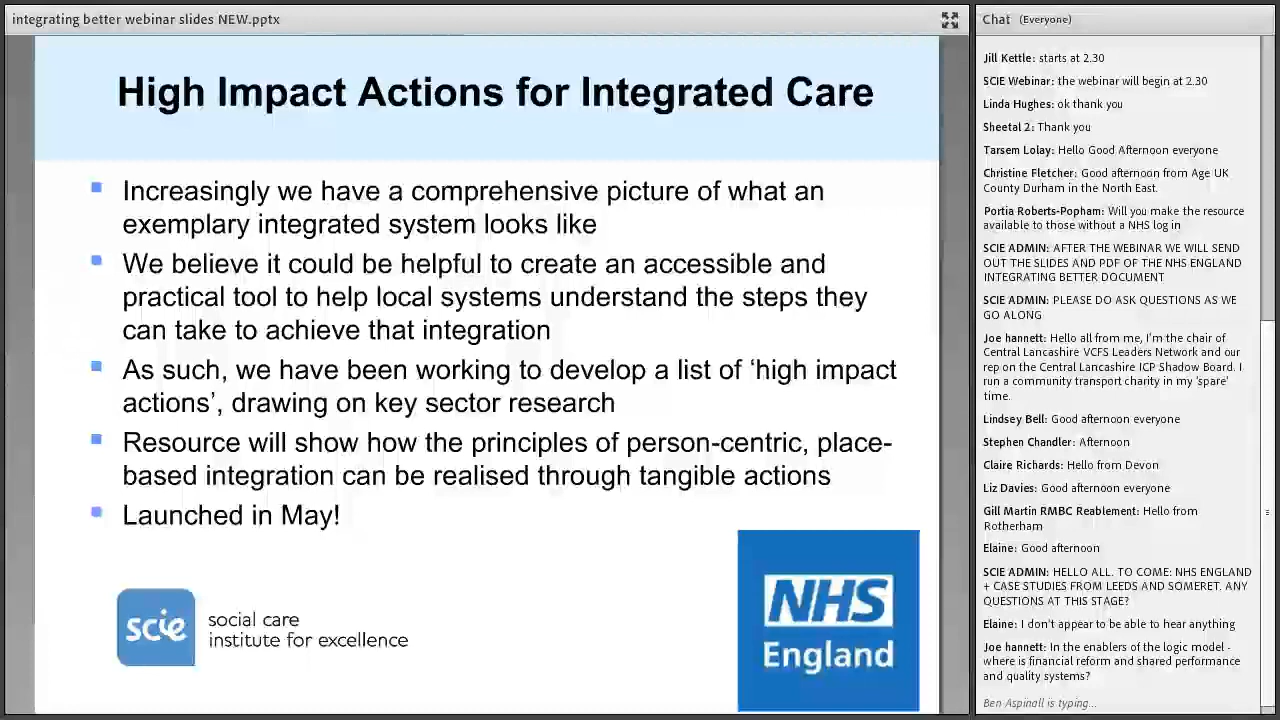 integrating better webinar slides NEW.pptx
High Impact Actions for Integrated Care
Increasingly we have a comprehensive picture of what an
exemplary integrated system looks like
We believe it could be helpful to create an accessible and
practical tool to help local systems understand the steps they
can take to achieve that integration
As such, we have been working to develop a list of ‘high impact
actions’, drawing on key sector research
Resource will show how the principles of person-centric, place-
based integration can be realised through tangible actions
Launched in May!
scie
social care
institute for excellence
NHS
England
Chat (Everyone)
Jill Kettle: starts at 2.30
SCIE Webinar: the webinar will begin at 2.30
Linda Hughes: ok thank you
Sheetal 2: Thank you
Tarsem Lolay: Hello Good Afternoon everyone
Christine Fletcher: Good afternoon from Age UK
County Durham in the North East.
Portia Roberts-Popham: Will you make the resource
available to those without a NHS log in
SCIE ADMIN: AFTER THE WEBINAR WE WILL SEND
OUT THE SLIDES AND PDF OF THE NHS ENGLAND
INTEGRATING BETTER DOCUMENT
SCIE ADMIN: PLEASE DO ASK QUESTIONS AS WE
GO ALONG
Joe hannett: Hello all from me, I'm the chair of
Central Lancashire VCFS Leaders Network and our
rep on the Central Lancashire ICP Shadow Board. I
run a community transport charity in my 'spare'
time.
Lindsey Bell: Good afternoon everyone
Stephen Chandler: Afternoon
Claire Richards: Hello from Devon
Liz Davies: Good afternoon everyone
Gill Martin RMBC Reablement: Hello from
Rotherham
Elaine: Good afternoon
SCIE ADMIN: HELLO ALL. TO COME: NHS ENGLAND
+ CASE STUDIES FROM LEEDS AND SOMERET. ANY
QUESTIONS AT THIS STAGE?
Elaine: I don't appear to be able to hear anything
Joe hannett: In the enablers of the logic model -
where is financial reform and shared performance
and quality systems?
Ben Aspinall is typing...